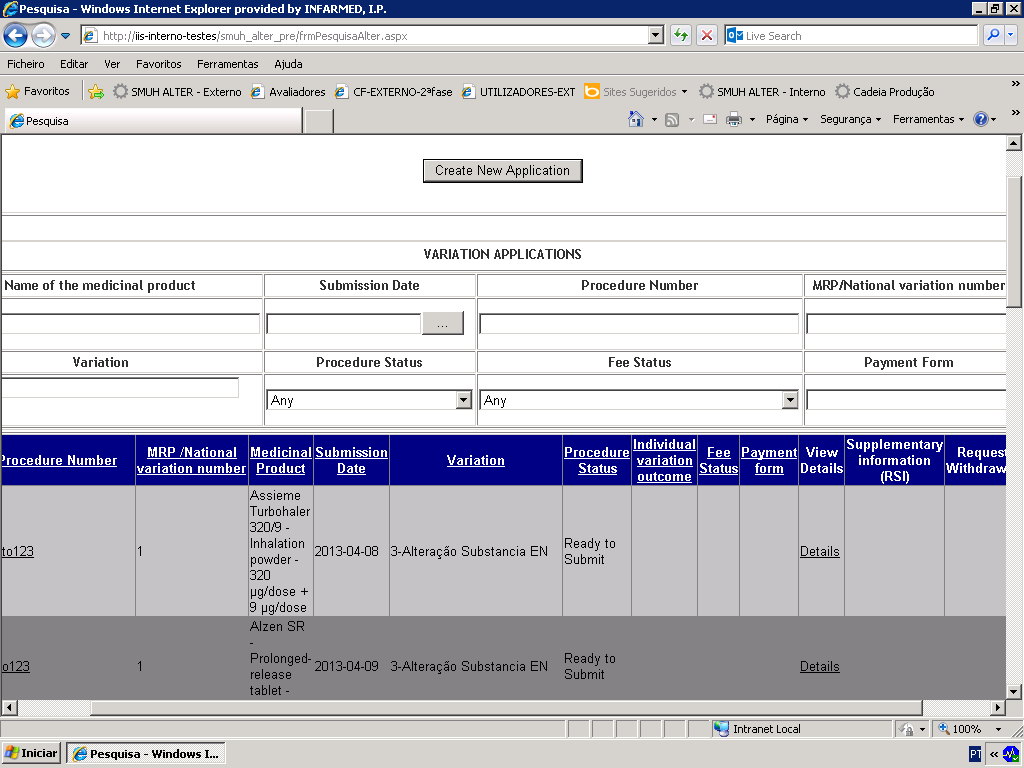 Pesquisa - Windows Internet Explorer provided by INFARMED, I.P.
http://iis-interno-testes/smuh_alter_pre/frmPesquisaAlter.aspx
Live Search
Ficheiro Editar Ver Favoritos Ferramentas Ajuda
Favoritos SMUH ALTER - Externo Avaliadores CF-EXTERNO-2ªfase UTILIZADORES-EXT Sites Sugeridos SMUH ALTER - Interno Cadeia Produção »
Pesquisa Página Segurança Ferramentas »
Create New Application
VARIATION APPLICATIONS
Name of the medicinal product Submission Date Procedure Number MRP/National variation number
...
Variation Procedure Status Fee Status Payment Form
Any Any
Procedure Number
MRP /National
variation number
Medicinal
Product
Submission
Date
Variation
Procedure
Status
Individual
variation
outcome
Fee
Status
Payment
form
View
Details
Supplementary
information
(RSI)
Request
Withdraw
to123
1
Assieme
Turbohaler
320/9 -
Inhalation
powder -
320
µg/dose +
9 µg/dose
2013-04-08
3-Alteração Substancia EN
Ready to
Submit
Details
o123
1
Alzen SR
-
Prolonged-
release
tablet -
2013-04-09
3-Alteração Substancia EN
Ready to
Submit
Details
Intranet Local 100%
Iniciar Pesquisa - Windows I... PT «